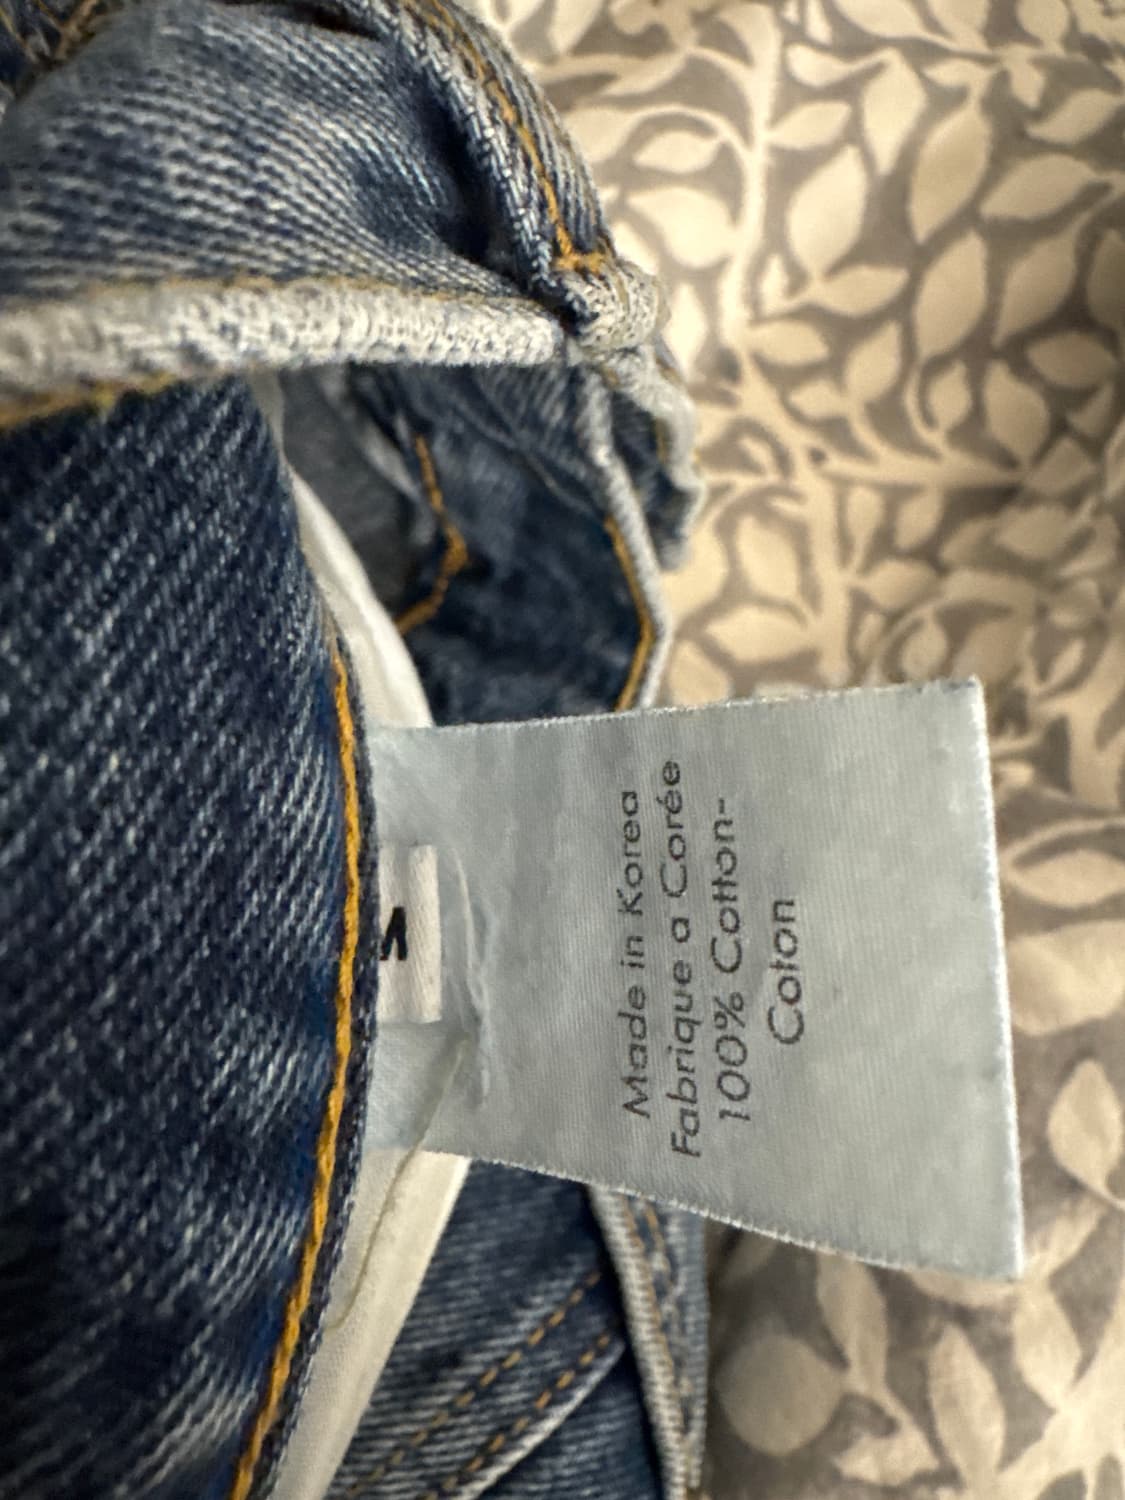 M
Made in Korea
Fabrique a Corée
100% Cotton-
Coton